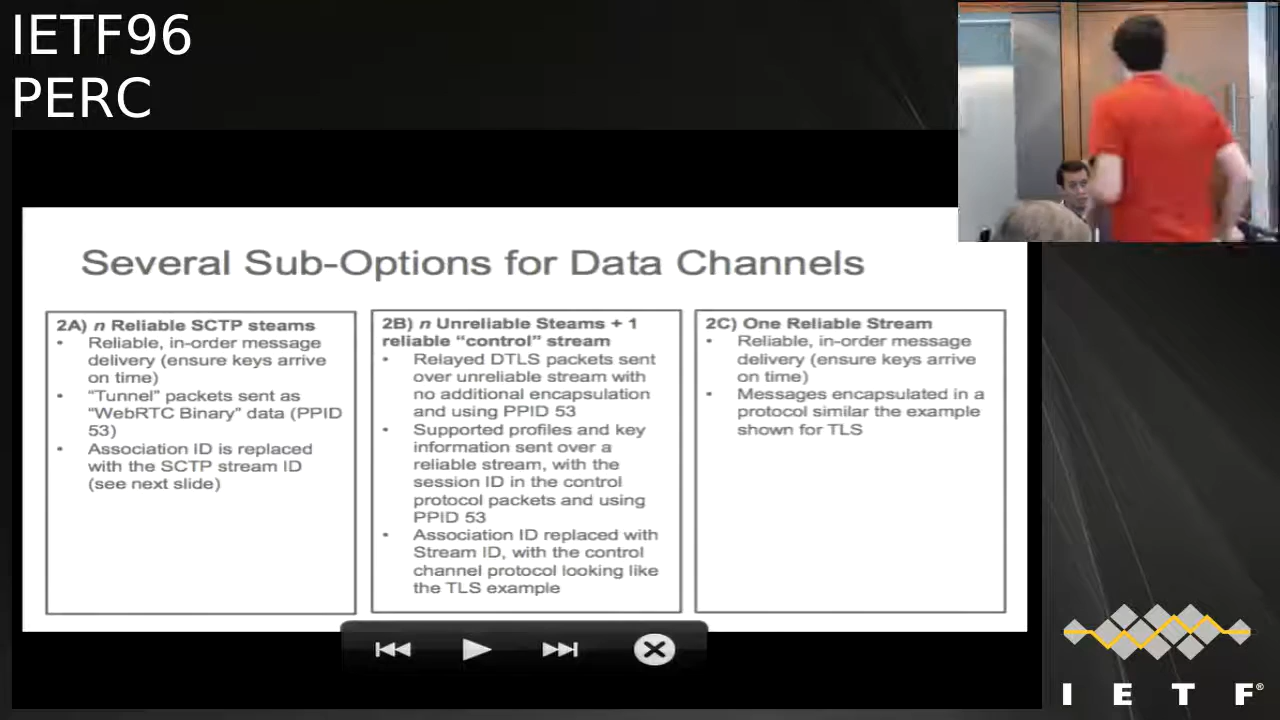 IETF96
PERC
Several Sub-Options for Data Channels
2A) n Reliable SCTP steams
• Reliable, in-order message
delivery (ensure keys arrive
on time)
• “Tunnel” packets sent as
“WebRTC Binary” data (PPID
53)
• Association ID is replaced
with the SCTP stream ID
(see next slide)
2B) n Unreliable Steams + 1
reliable “control” stream
• Relayed DTLS packets sent
over unreliable stream with
no additional encapsulation
and using PPID 53
• Supported profiles and key
information sent over a
reliable stream, with the
session ID in the control
protocol packets and using
PPID 53
• Association ID replaced with
Stream ID, with the control
channel protocol looking like
the TLS example
2C) One Reliable Stream
• Reliable, in-order message
delivery (ensure keys arrive
on time)
• Messages encapsulated in a
protocol similar the example
shown for TLS
I E T F®